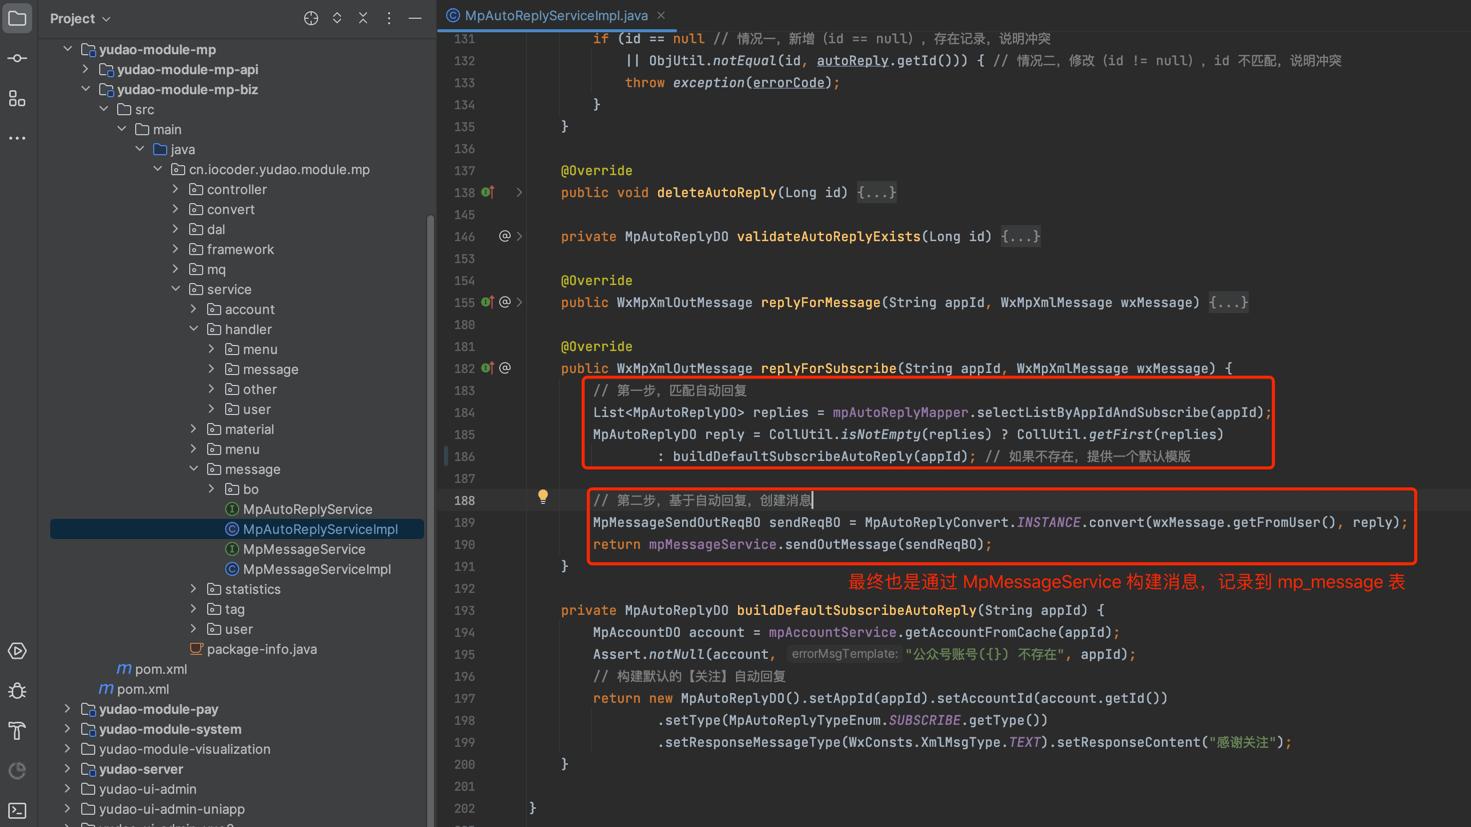 Project
yudao-module-mp
yudao-module-mp-api
yudao-module-mp-biz
src
main
java
cn.iocoder.yudao.module.mp
controller
convert
dal
framework
mq
service
account
handler
menu
message
other
user
material
menu
message
bo
MpAutoReplyService
MpAutoReplyServiceImpl
MpMessageService
MpMessageServiceImpl
statistics
tag
user
package-info.java
pom.xml
pom.xml
yudao-module-pay
yudao-module-system
yudao-module-visualization
yudao-server
yudao-ui-admin
yudao-ui-admin-uniapp
MpAutoReplyServiceImpl.java
131 if (id == null // 情况一，新增（id == null），存在记录，说明冲突
132 || ObjUtil.notEqual(id, autoReply.getId())) { // 情况二，修改（id != null），id 不匹配，说明冲突
133 throw exception(errorCode);
134 }
135 }
136
137 @Override
138 public void deleteAutoReply(Long id) {...}
145
146 @ private MpAutoReplyDO validateAutoReplyExists(Long id) {...}
153
154 @Override
155 @ public WxMpXmlOutMessage replyForMessage(String appId, WxMpXmlMessage wxMessage) {...}
180
181 @Override
182 @ public WxMpXmlOutMessage replyForSubscribe(String appId, WxMpXmlMessage wxMessage) {
183 // 第一步，匹配自动回复
184 List<MpAutoReplyDO> replies = mpAutoReplyMapper.selectListByAppIdAndSubscribe(appId);
185 MpAutoReplyDO reply = CollUtil.isNotEmpty(replies) ? CollUtil.getFirst(replies)
186 : buildDefaultSubscribeAutoReply(appId); // 如果不存在，提供一个默认模版
187
188 // 第二步，基于自动回复，创建消息
189 MpMessageSendOutReqBO sendReqBO = MpAutoReplyConvert.INSTANCE.convert(wxMessage.getFromUser(), reply);
190 return mpMessageService.sendOutMessage(sendReqBO);
191 }
最终也是通过 MpMessageService 构建消息，记录到 mp_message 表
192
193 private MpAutoReplyDO buildDefaultSubscribeAutoReply(String appId) {
194 MpAccountDO account = mpAccountService.getAccountFromCache(appId);
195 Assert.notNull(account, errorMsgTemplate: "公众号账号({}) 不存在", appId);
196 // 构建默认的【关注】自动回复
197 return new MpAutoReplyDO().setAppId(appId).setAccountId(account.getId())
198 .setType(MpAutoReplyTypeEnum.SUBSCRIBE.getType())
199 .setResponseMessageType(WxConsts.XmlMsgType.TEXT).setResponseContent("感谢关注");
200 }
201
202 }